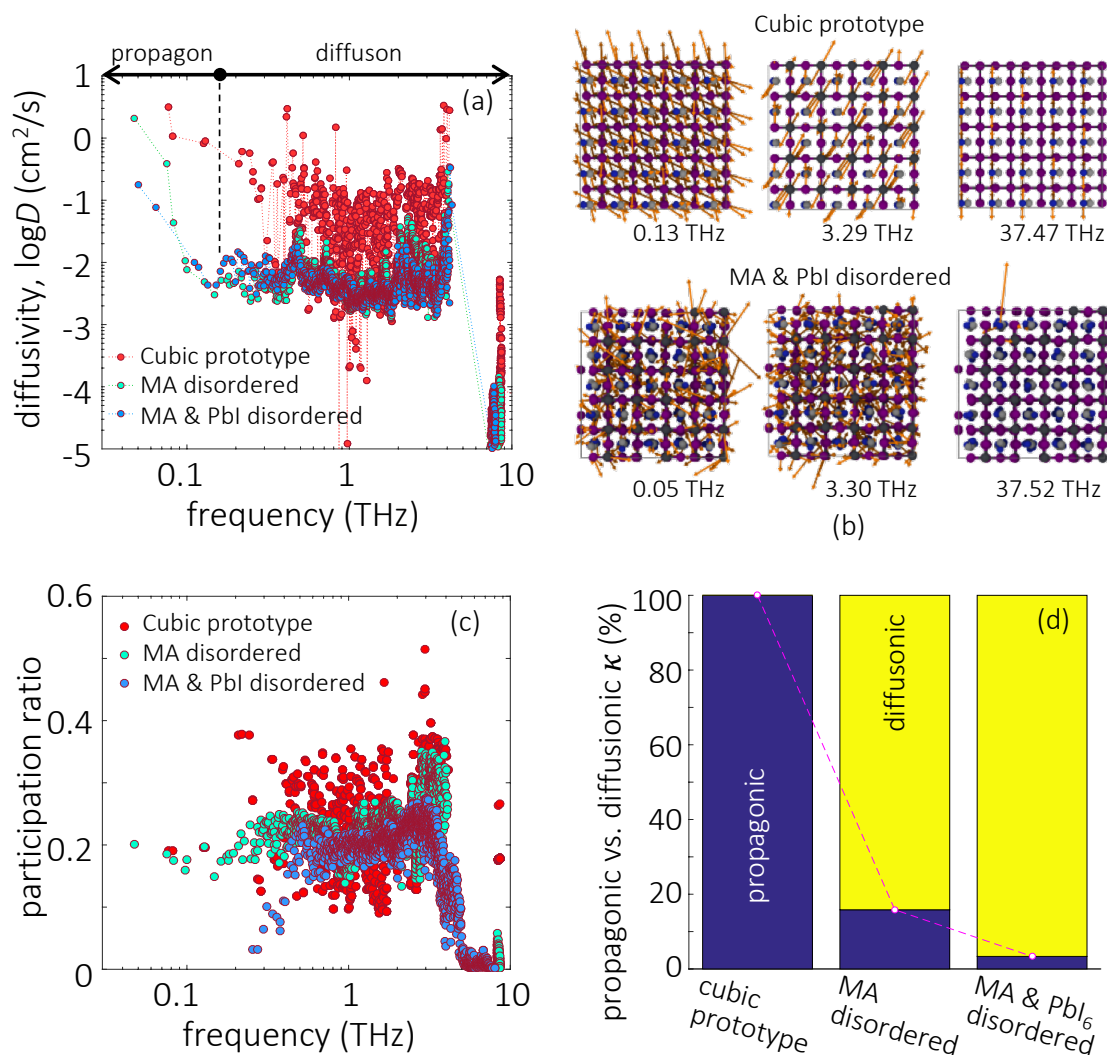 propagon diffuson
(a)
diffusivity, logD (cm²/s)
1
0
-1
-2
-3
-4
-5
Cubic prototype
MA disordered
MA & PbI disordered
0.1 1 10
frequency (THz)
Cubic prototype
0.13 THz 3.29 THz 37.47 THz
MA & PbI disordered
0.05 THz 3.30 THz 37.52 THz
(b)
participation ratio
0.6
0.4
0.2
0
Cubic prototype
MA disordered
MA & PbI disordered
(c)
0.1 1 10
frequency (THz)
propagonic vs. diffusionic κ (%)
100
80
60
40
20
0
propagonic
diffusonic
(d)
cubic
prototype
MA
disordered
MA & PbI₆
disordered